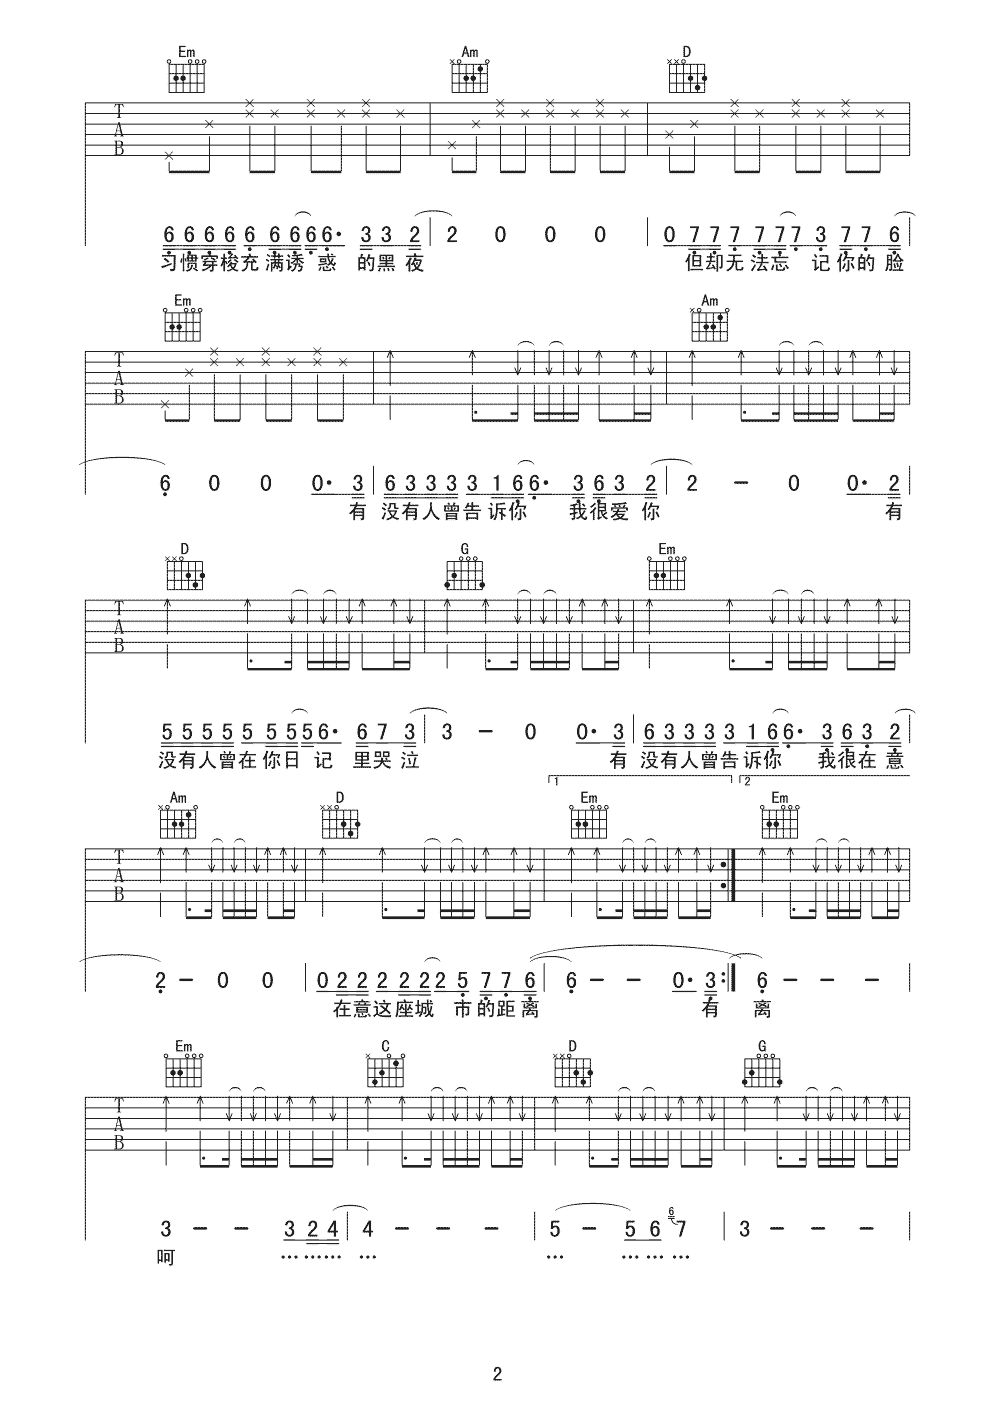 Em Am D
T
A
B
6 6 6 6 6 6 6 6 6· 3 3 2 2 0 0 0 0 7 7 7 7 7 7 3 7 7 6
习惯穿梭充满诱 惑 的黑夜 但却无法忘 记你的脸
Em Am
T
A
B
6 0 0 0· 3 6 3 3 3 3 1 6 6· 3 6 3 2 2 - 0 0· 2
有 没有人曾告诉你 我很爱你 有
D G Em
T
A
B
5 5 5 5 5 5 5 5 6· 6 7 3 3 - 0 0· 3 6 3 3 3 3 1 6 6· 3 6 3 2
没有人曾在你日 记 里哭泣 有 没有人曾告诉你 我很在意
1 2
Am D Em Em
T
A
B
2 - 0 0 0 2 2 2 2 2 2 2 5 7 7 6 6 - - 0· 3 :| 6 - - -
在意这座城 市的距离 有 离
Em C D G
T
A
B
3 - - 3 2 4 4 - - - 5 - 5 6 6 7 3 - - -
呵 …… …… … … …… …… …
2